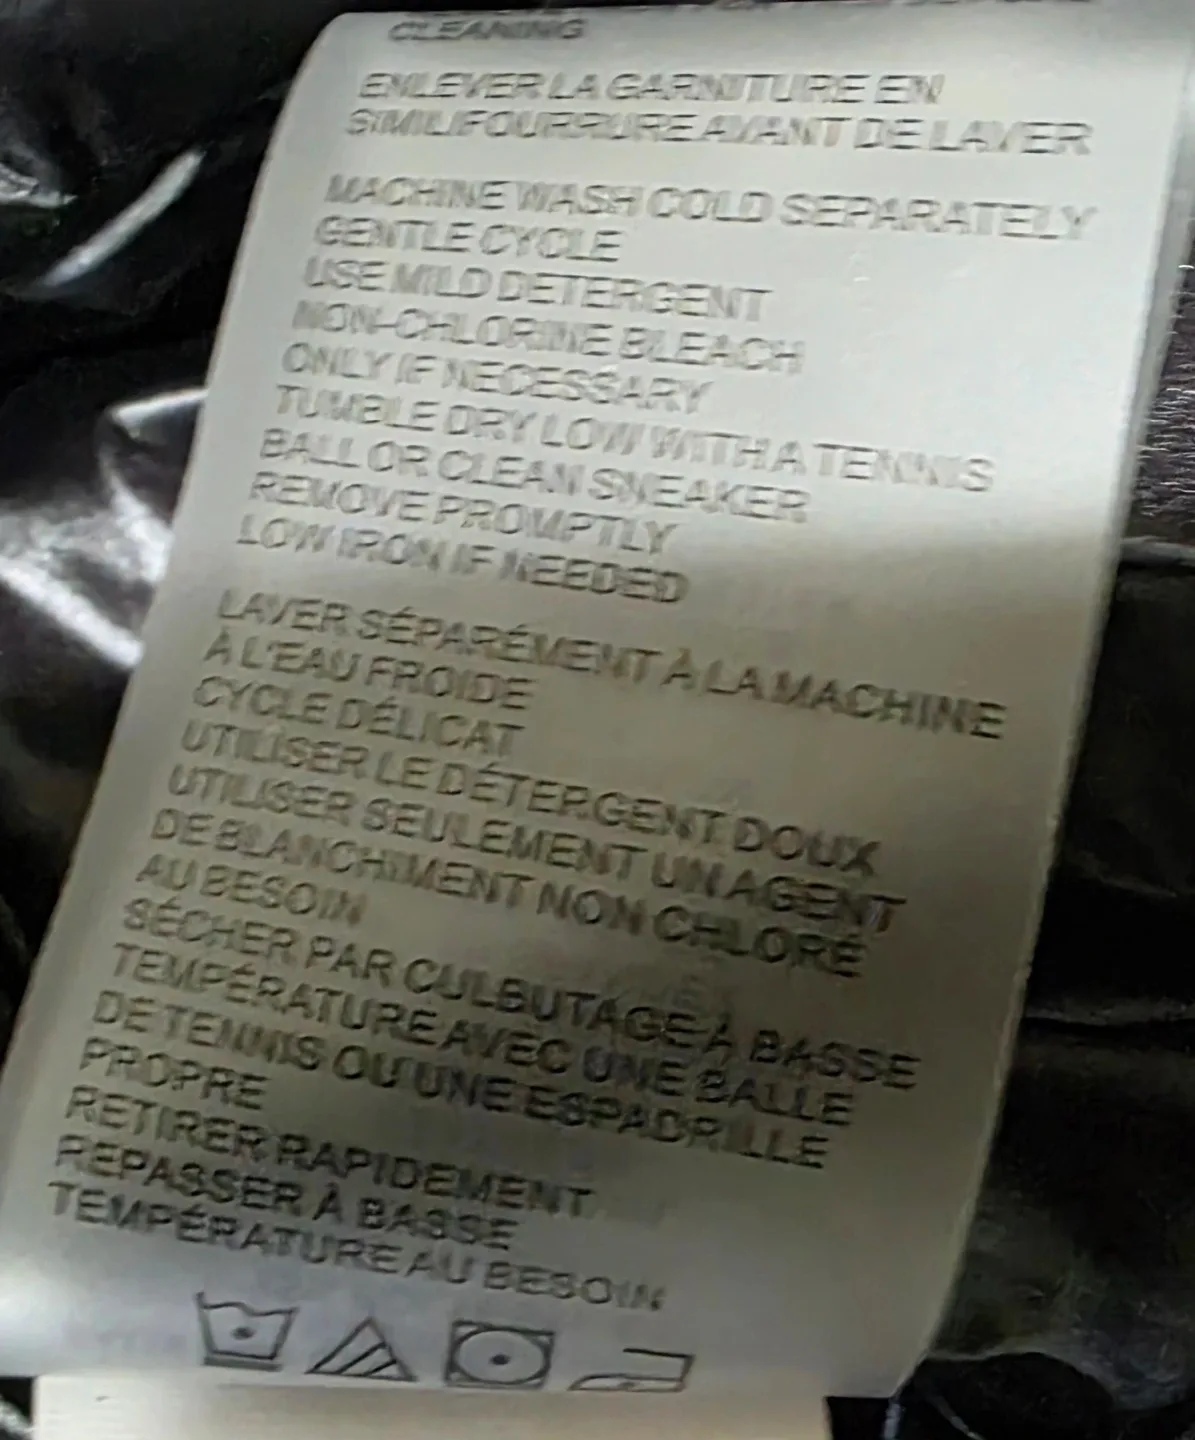 CLEANING
ENLEVER LA GARNITURE EN
SIMILIFOURRURE AVANT DE LAVER
MACHINE WASH COLD SEPARATELY
GENTLE CYCLE
USE MILD DETERGENT
NON-CHLORINE BLEACH
ONLY IF NECESSARY
TUMBLE DRY LOW WITH A TENNIS
BALL OR CLEAN SNEAKER
REMOVE PROMPTLY
LOW IRON IF NEEDED
LAVER SÉPARÉMENT À LA MACHINE
À L'EAU FROIDE
CYCLE DÉLICAT
UTILISER LE DÉTERGENT DOUX
UTILISER SEULEMENT UN AGENT
DE BLANCHIMENT NON CHLORÉ
AU BESOIN
SÉCHER PAR CULBUTAGE À BASSE
TEMPÉRATURE AVEC UNE BALLE
DE TENNIS OU UNE ESPADRILLE
PROPRE
RETIRER RAPIDEMENT
REPASSER À BASSE
TEMPÉRATURE AU BESOIN